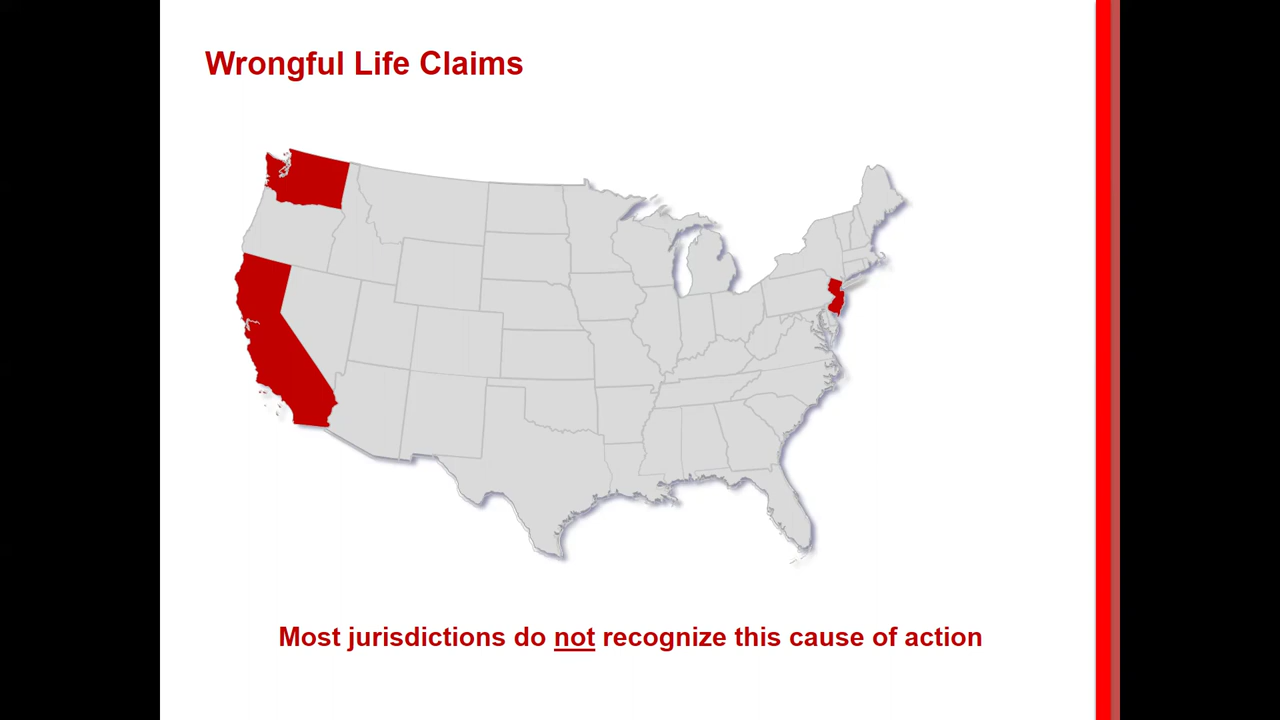 Wrongful Life Claims
Most jurisdictions do not recognize this cause of action